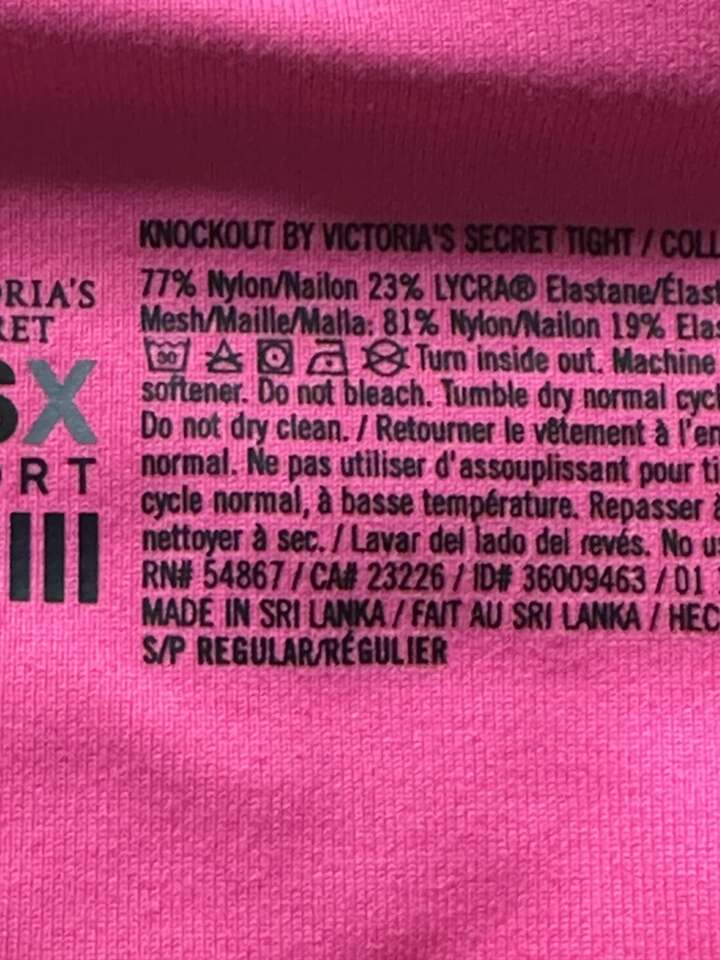 ORIA'S
RET
SX
ORT
KNOCKOUT BY VICTORIA'S SECRET TIGHT / COLL
77% Nylon/Nailon 23% LYCRA® Elastane/Élast
Mesh/Maille/Malla: 81% Nylon/Nailon 19% Elas
30 Turn inside out. Machine
softener. Do not bleach. Tumble dry normal cycl
Do not dry clean. / Retourner le vêtement à l'en
normal. Ne pas utiliser d'assouplissant pour ti
cycle normal, à basse température. Repasser à
nettoyer à sec. / Lavar del lado del revés. No us
RN# 54867 / CA# 23226 / ID# 36009463 / 01
MADE IN SRI LANKA / FAIT AU SRI LANKA / HEC
S/P REGULAR/RÉGULIER